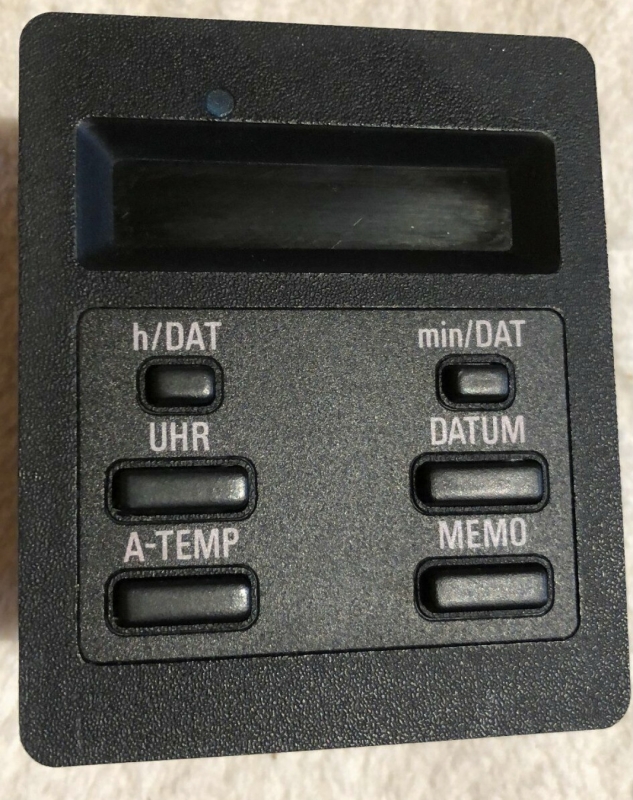 h/DAT min/DAT
UHR DATUM
A-TEMP MEMO